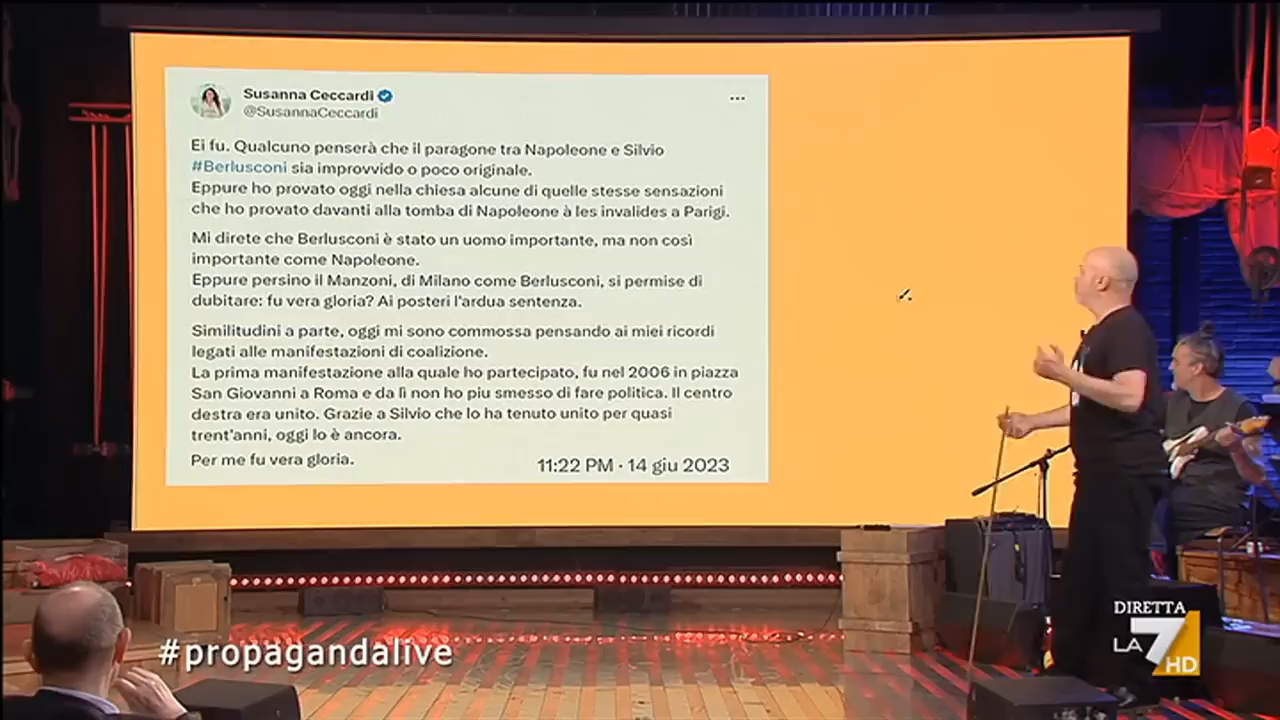 Susanna Ceccardi
@SusannaCeccardi
Ei fu. Qualcuno penserà che il paragone tra Napoleone e Silvio
#Berlusconi sia improvvido o poco originale.
Eppure ho provato oggi nella chiesa alcune di quelle stesse sensazioni
che ho provato davanti alla tomba di Napoleone à les invalides a Parigi.
Mi direte che Berlusconi è stato un uomo importante, ma non così
importante come Napoleone.
Eppure persino il Manzoni, di Milano come Berlusconi, si permise di
dubitare: fu vera gloria? Ai posteri l'ardua sentenza.
Similitudini a parte, oggi mi sono commossa pensando ai miei ricordi
legati alle manifestazioni di coalizione.
La prima manifestazione alla quale ho partecipato, fu nel 2006 in piazza
San Giovanni a Roma e da lì non ho piu smesso di fare politica. Il centro
destra era unito. Grazie a Silvio che lo ha tenuto unito per quasi
trent'anni, oggi lo è ancora.
Per me fu vera gloria.
11:22 PM · 14 giu 2023
#propagandalive
DIRETTA
LA 7 HD